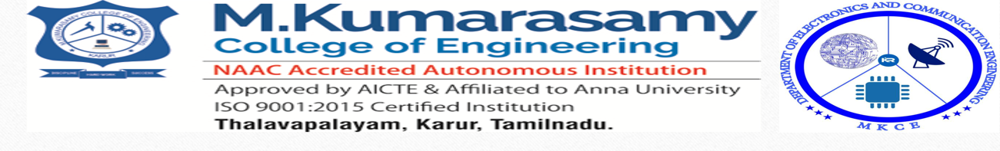 M.KUMARASAMY COLLEGE OF ENGINEERING
KARUR
DISCIPLINE HARD WORK SUCCESS
M.Kumarasamy
College of Engineering
NAAC Accredited Autonomous Institution
Approved by AICTE & Affiliated to Anna University
ISO 9001:2015 Certified Institution
Thalavapalayam, Karur, Tamilnadu.
DEPARTMENT OF ELECTRONICS AND COMMUNICATION ENGINEERING
KR
MKCE